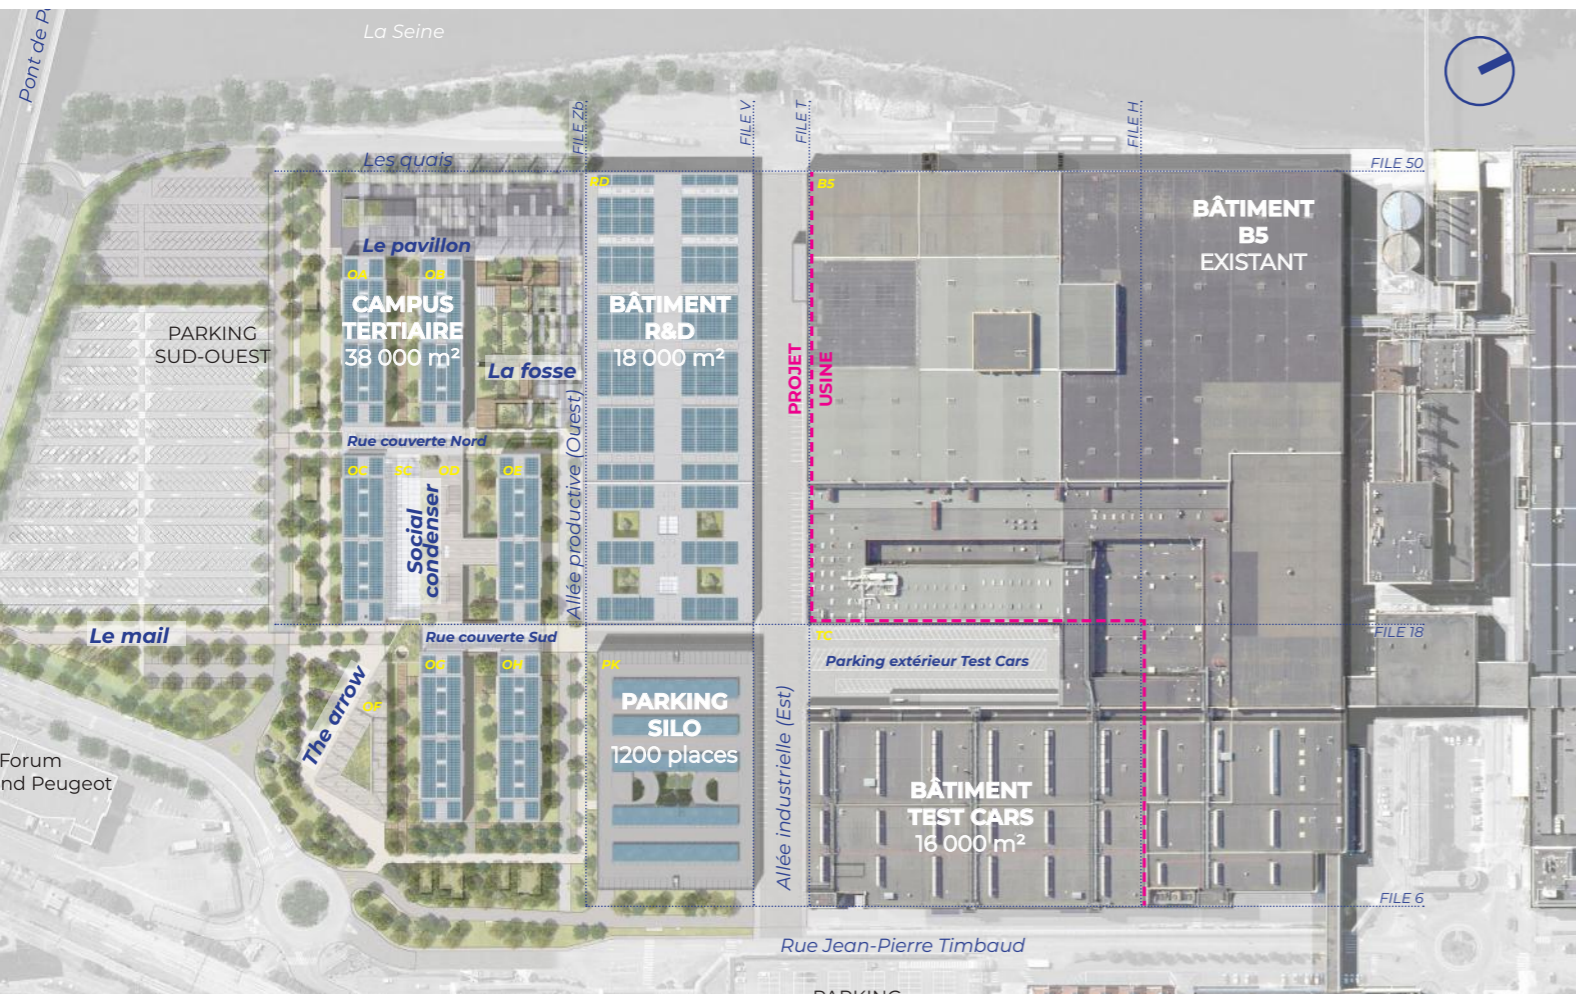 La Seine
Pont de P
FILE Zb
FILE V
FILE T
FILE H
Les quais
FILE 50
RD
B5
BÂTIMENT
B5
EXISTANT
Le pavillon
OA
OB
CAMPUS
TERTIAIRE
38 000 m²
BÂTIMENT
R&D
18 000 m²
PARKING
SUD-OUEST
La fosse
PROJET
USINE
Allée productive (Ouest)
Rue couverte Nord
OC
SC
OD
OE
Social
condenser
Le mail
Rue couverte Sud
TC
FILE 18
OG
OH
PK
Parking extérieur Test Cars
The arrow
OF
PARKING
SILO
1200 places
Allée industrielle (Est)
Forum
nd Peugeot
BÂTIMENT
TEST CARS
16 000 m²
FILE 6
Rue Jean-Pierre Timbaud
PARKING